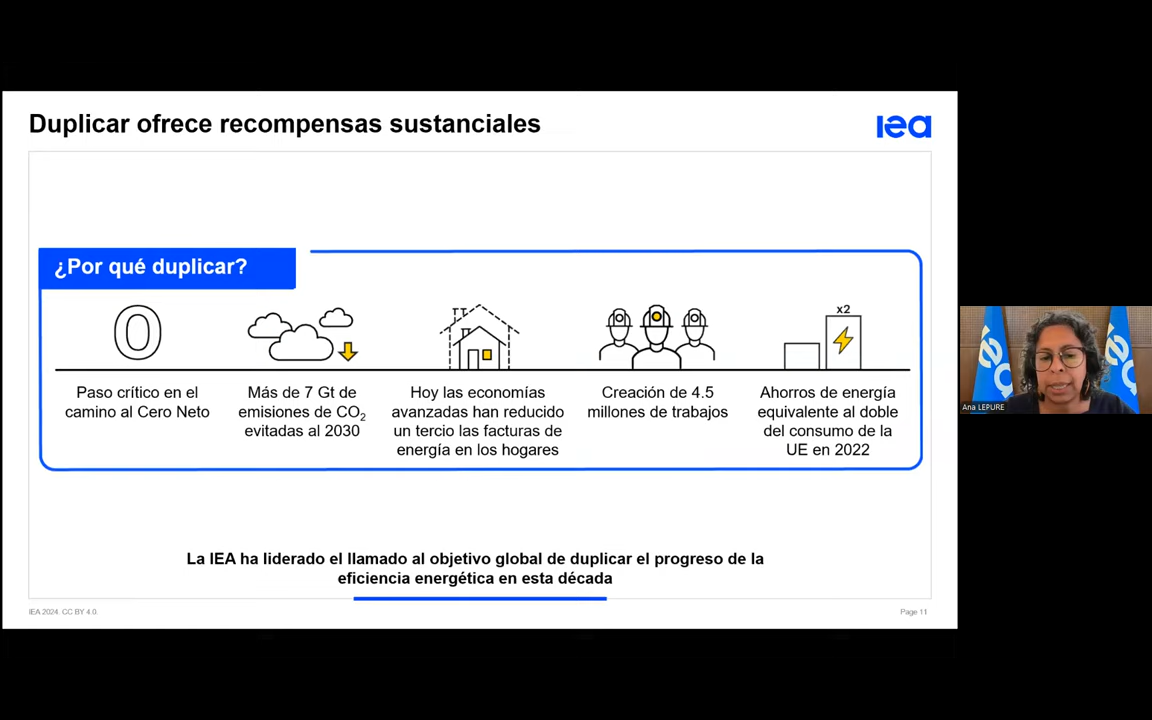 Duplicar ofrece recompensas sustanciales
iea
¿Por qué duplicar?
0
x2
Paso crítico en el
camino al Cero Neto
Más de 7 Gt de
emisiones de CO₂
evitadas al 2030
Hoy las economías
avanzadas han reducido
un tercio las facturas de
energía en los hogares
Creación de 4.5
millones de trabajos
Ahorros de energía
equivalente al doble
del consumo de la
UE en 2022
La IEA ha liderado el llamado al objetivo global de duplicar el progreso de la
eficiencia energética en esta década
IEA 2024. CC BY 4.0.
Page 11
Ana LEPURE